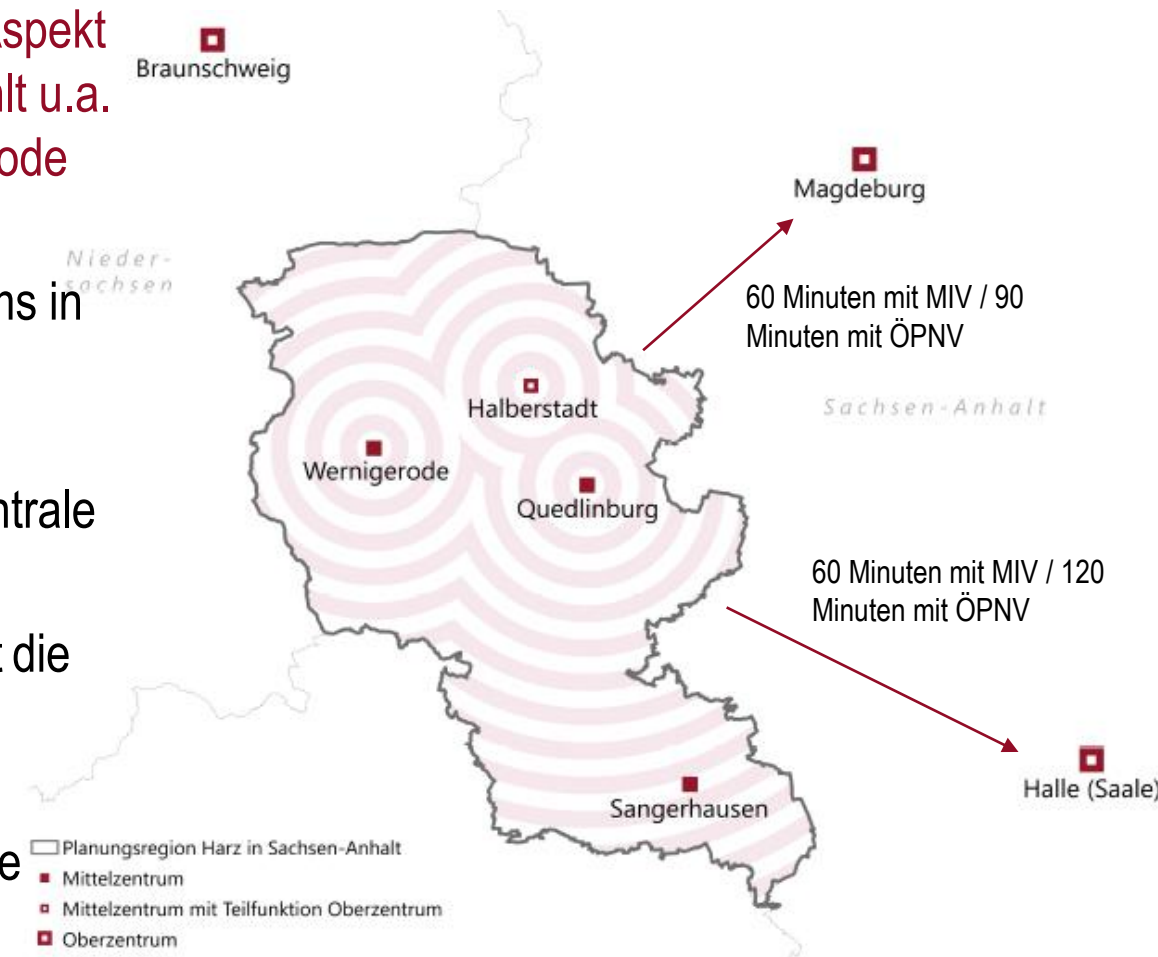 Aspekt
lt u.a.
ode
ns in
ntrale
t die
e
Braunschweig
Magdeburg
Nieder-
sachsen
60 Minuten mit MIV / 90
Minuten mit ÖPNV
Halberstadt
Sachsen-Anhalt
Wernigerode
Quedlinburg
60 Minuten mit MIV / 120
Minuten mit ÖPNV
Halle (Saale)
Sangerhausen
Planungsregion Harz in Sachsen-Anhalt
Mittelzentrum
Mittelzentrum mit Teilfunktion Oberzentrum
Oberzentrum